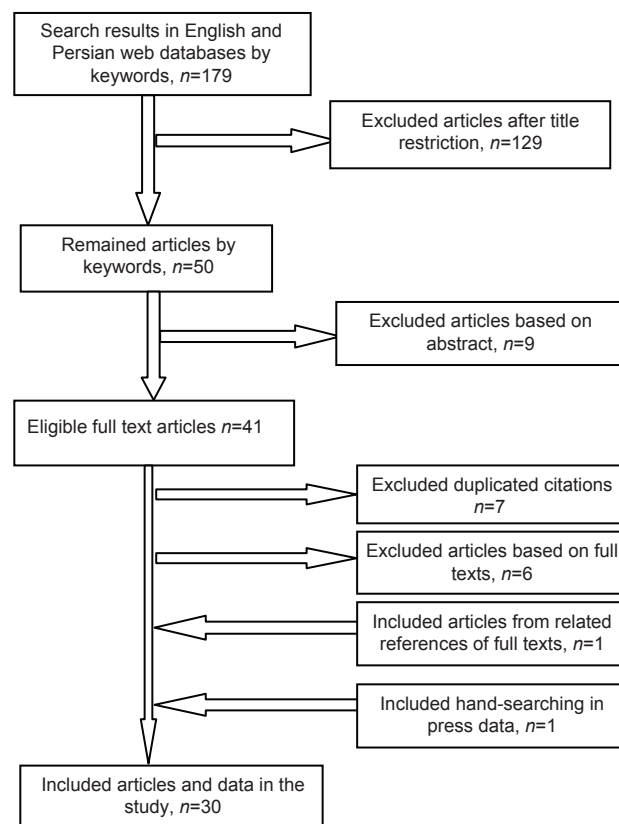 Search results in English and
Persian web databases by
keywords, n=179
Excluded articles after title
restriction, n=129
Remained articles by
keywords, n=50
Excluded articles based on
abstract, n=9
Eligible full text articles n=41
Excluded duplicated citations
n=7
Excluded articles based on full
texts, n=6
Included articles from related
references of full texts, n=1
Included hand-searching in
press data, n=1
Included articles and data in the
study, n=30